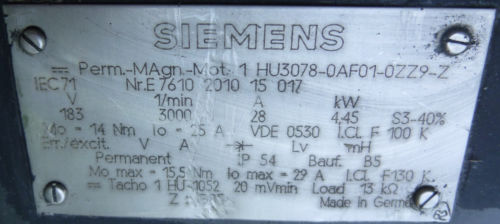 SIEMENS
⎓ Perm.-MAgn.-Mot. 1 HU3078-0AF01-0ZZ9-Z
IEC71 Nr.E 7610 2010 15 017
V 1/min A kW
183 3000 28 4,45 S3-40%
Mo = 14 Nm Io = 25 A VDE 0530 I.CL F 100 K
Err./excit. V A Lv mH
Permanent IP 54 Bauf. B5
Mo max = 15,5 Nm Io max = 29 A I.CL F130 K
⎓ Tacho 1 HU-1052 20 mV/min Load 13 kΩ
Z : Made in Germany
62